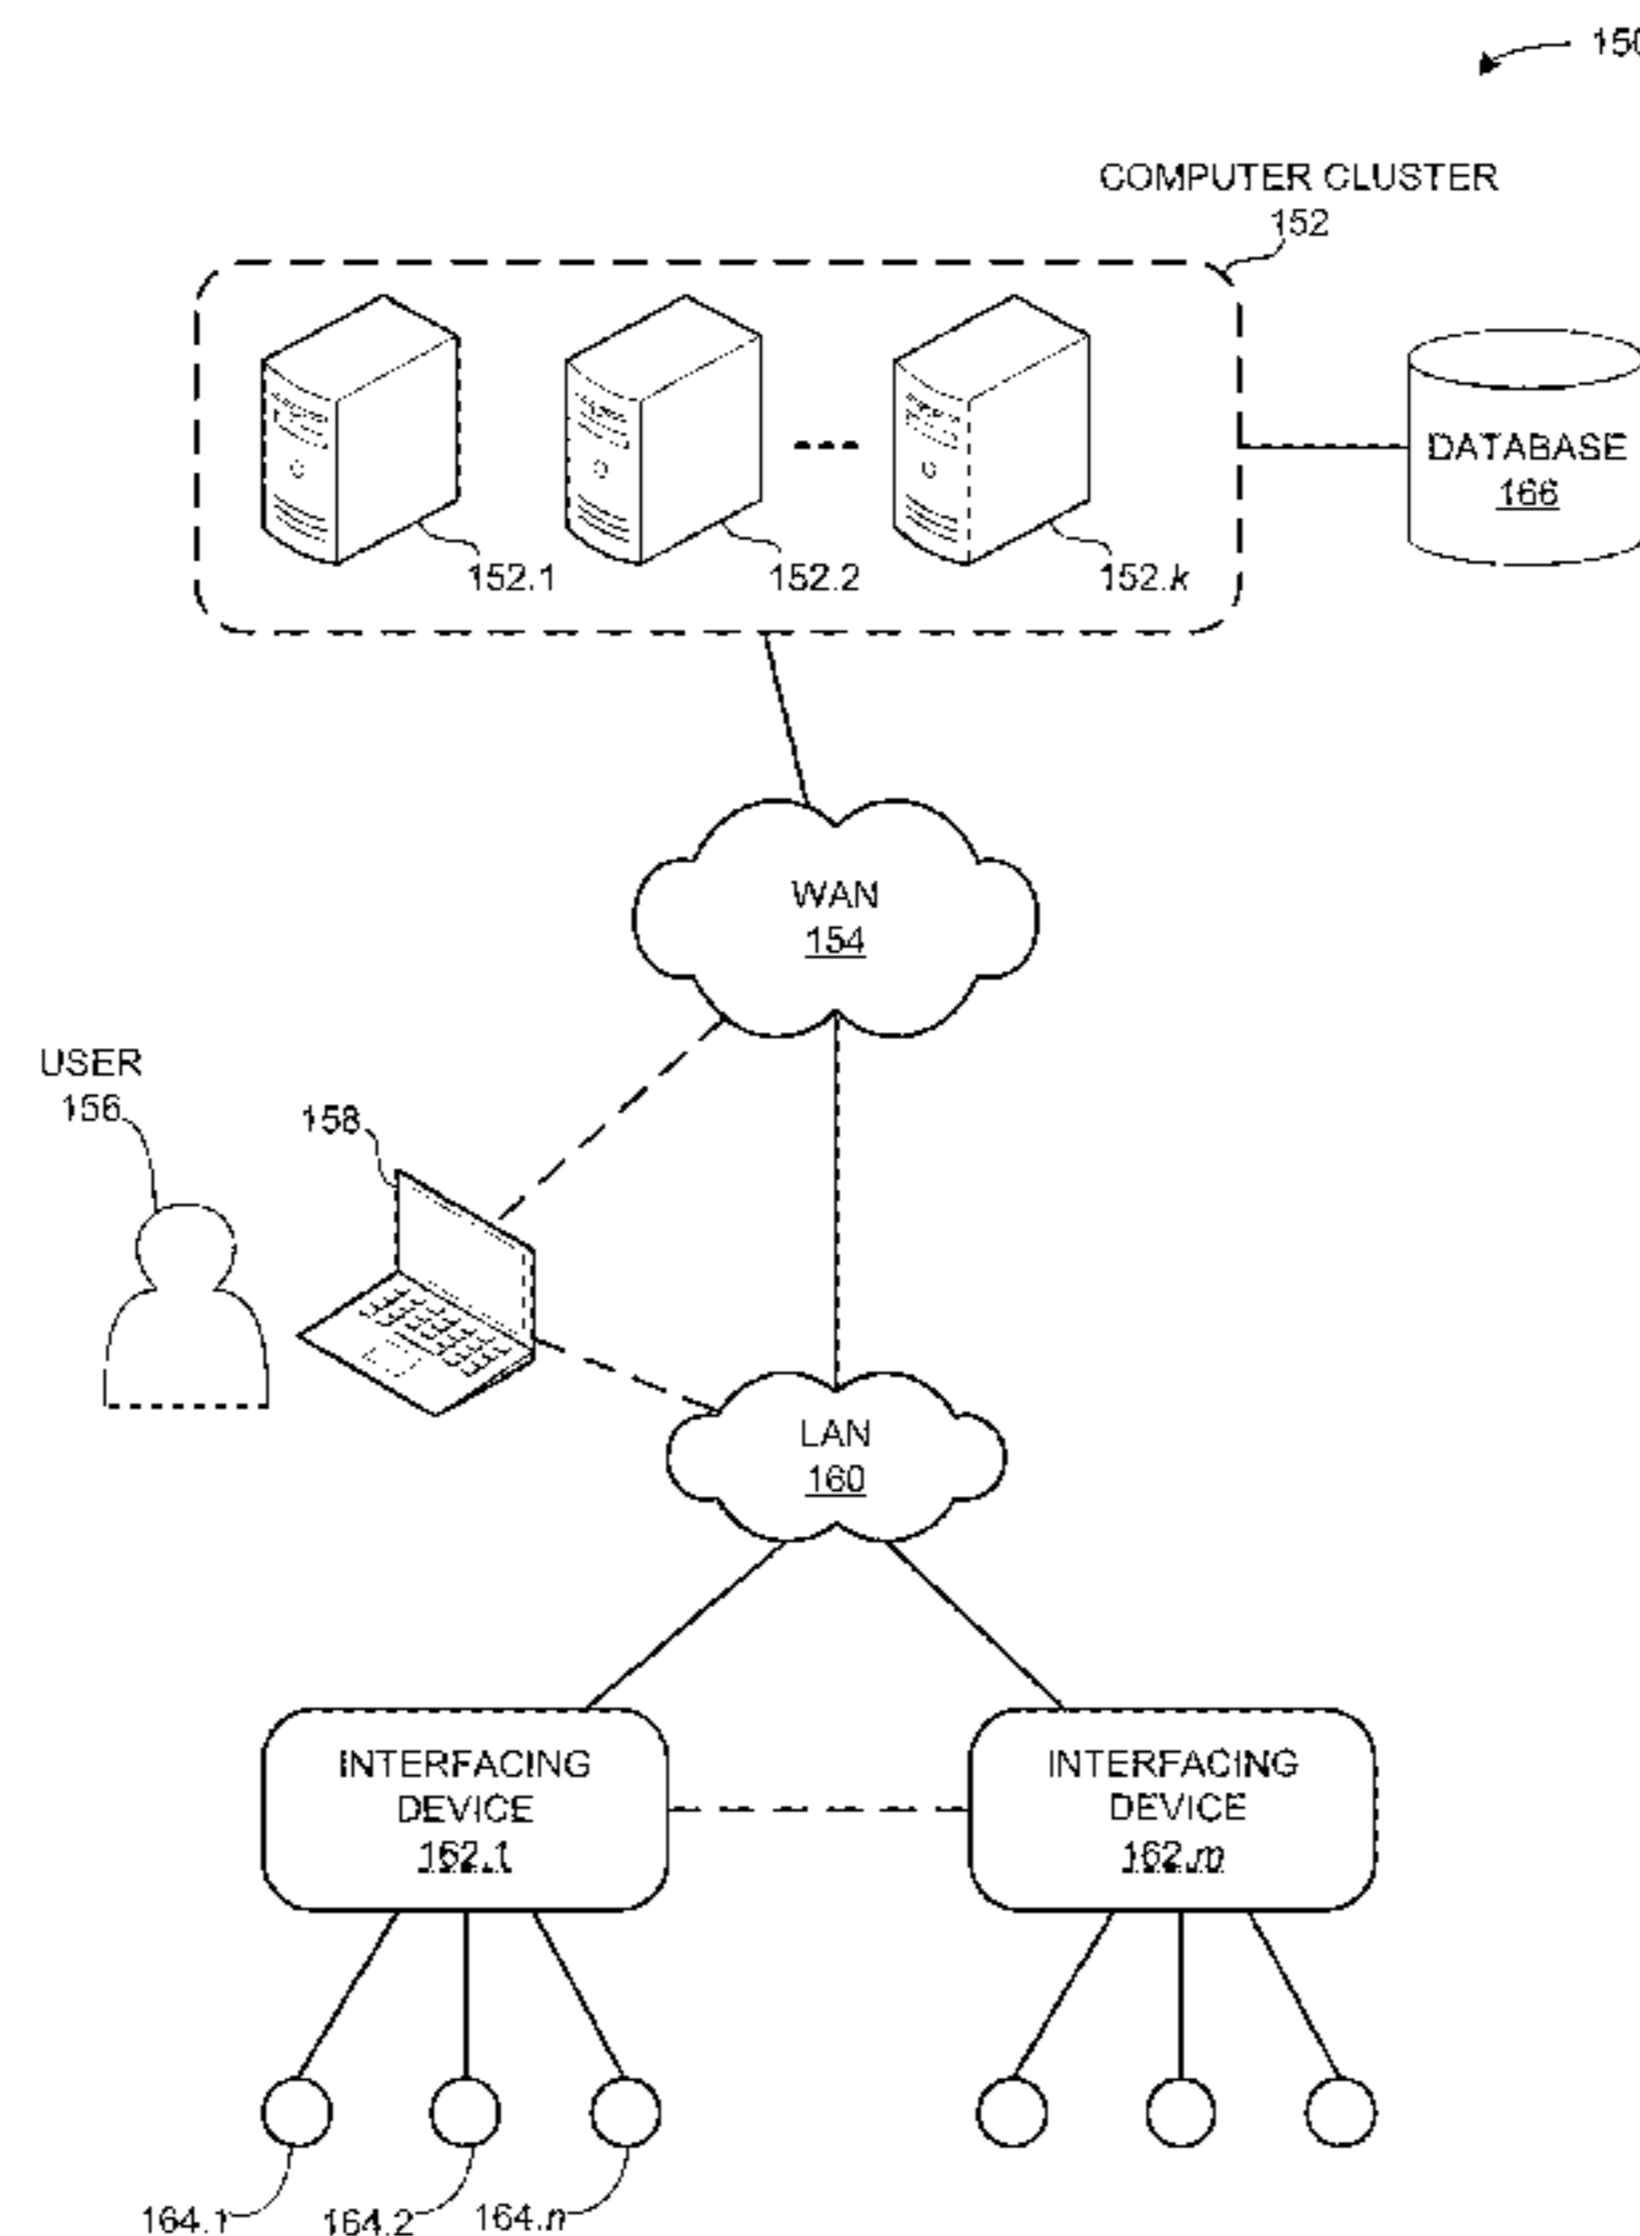 150
COMPUTER CLUSTER
152
DATABASE
166
152.1
152.2
152.k
WAN
154
USER
156
158
LAN
160
INTERFACING
DEVICE
162.1
INTERFACING
DEVICE
162.m
164.1
164.2
164.n